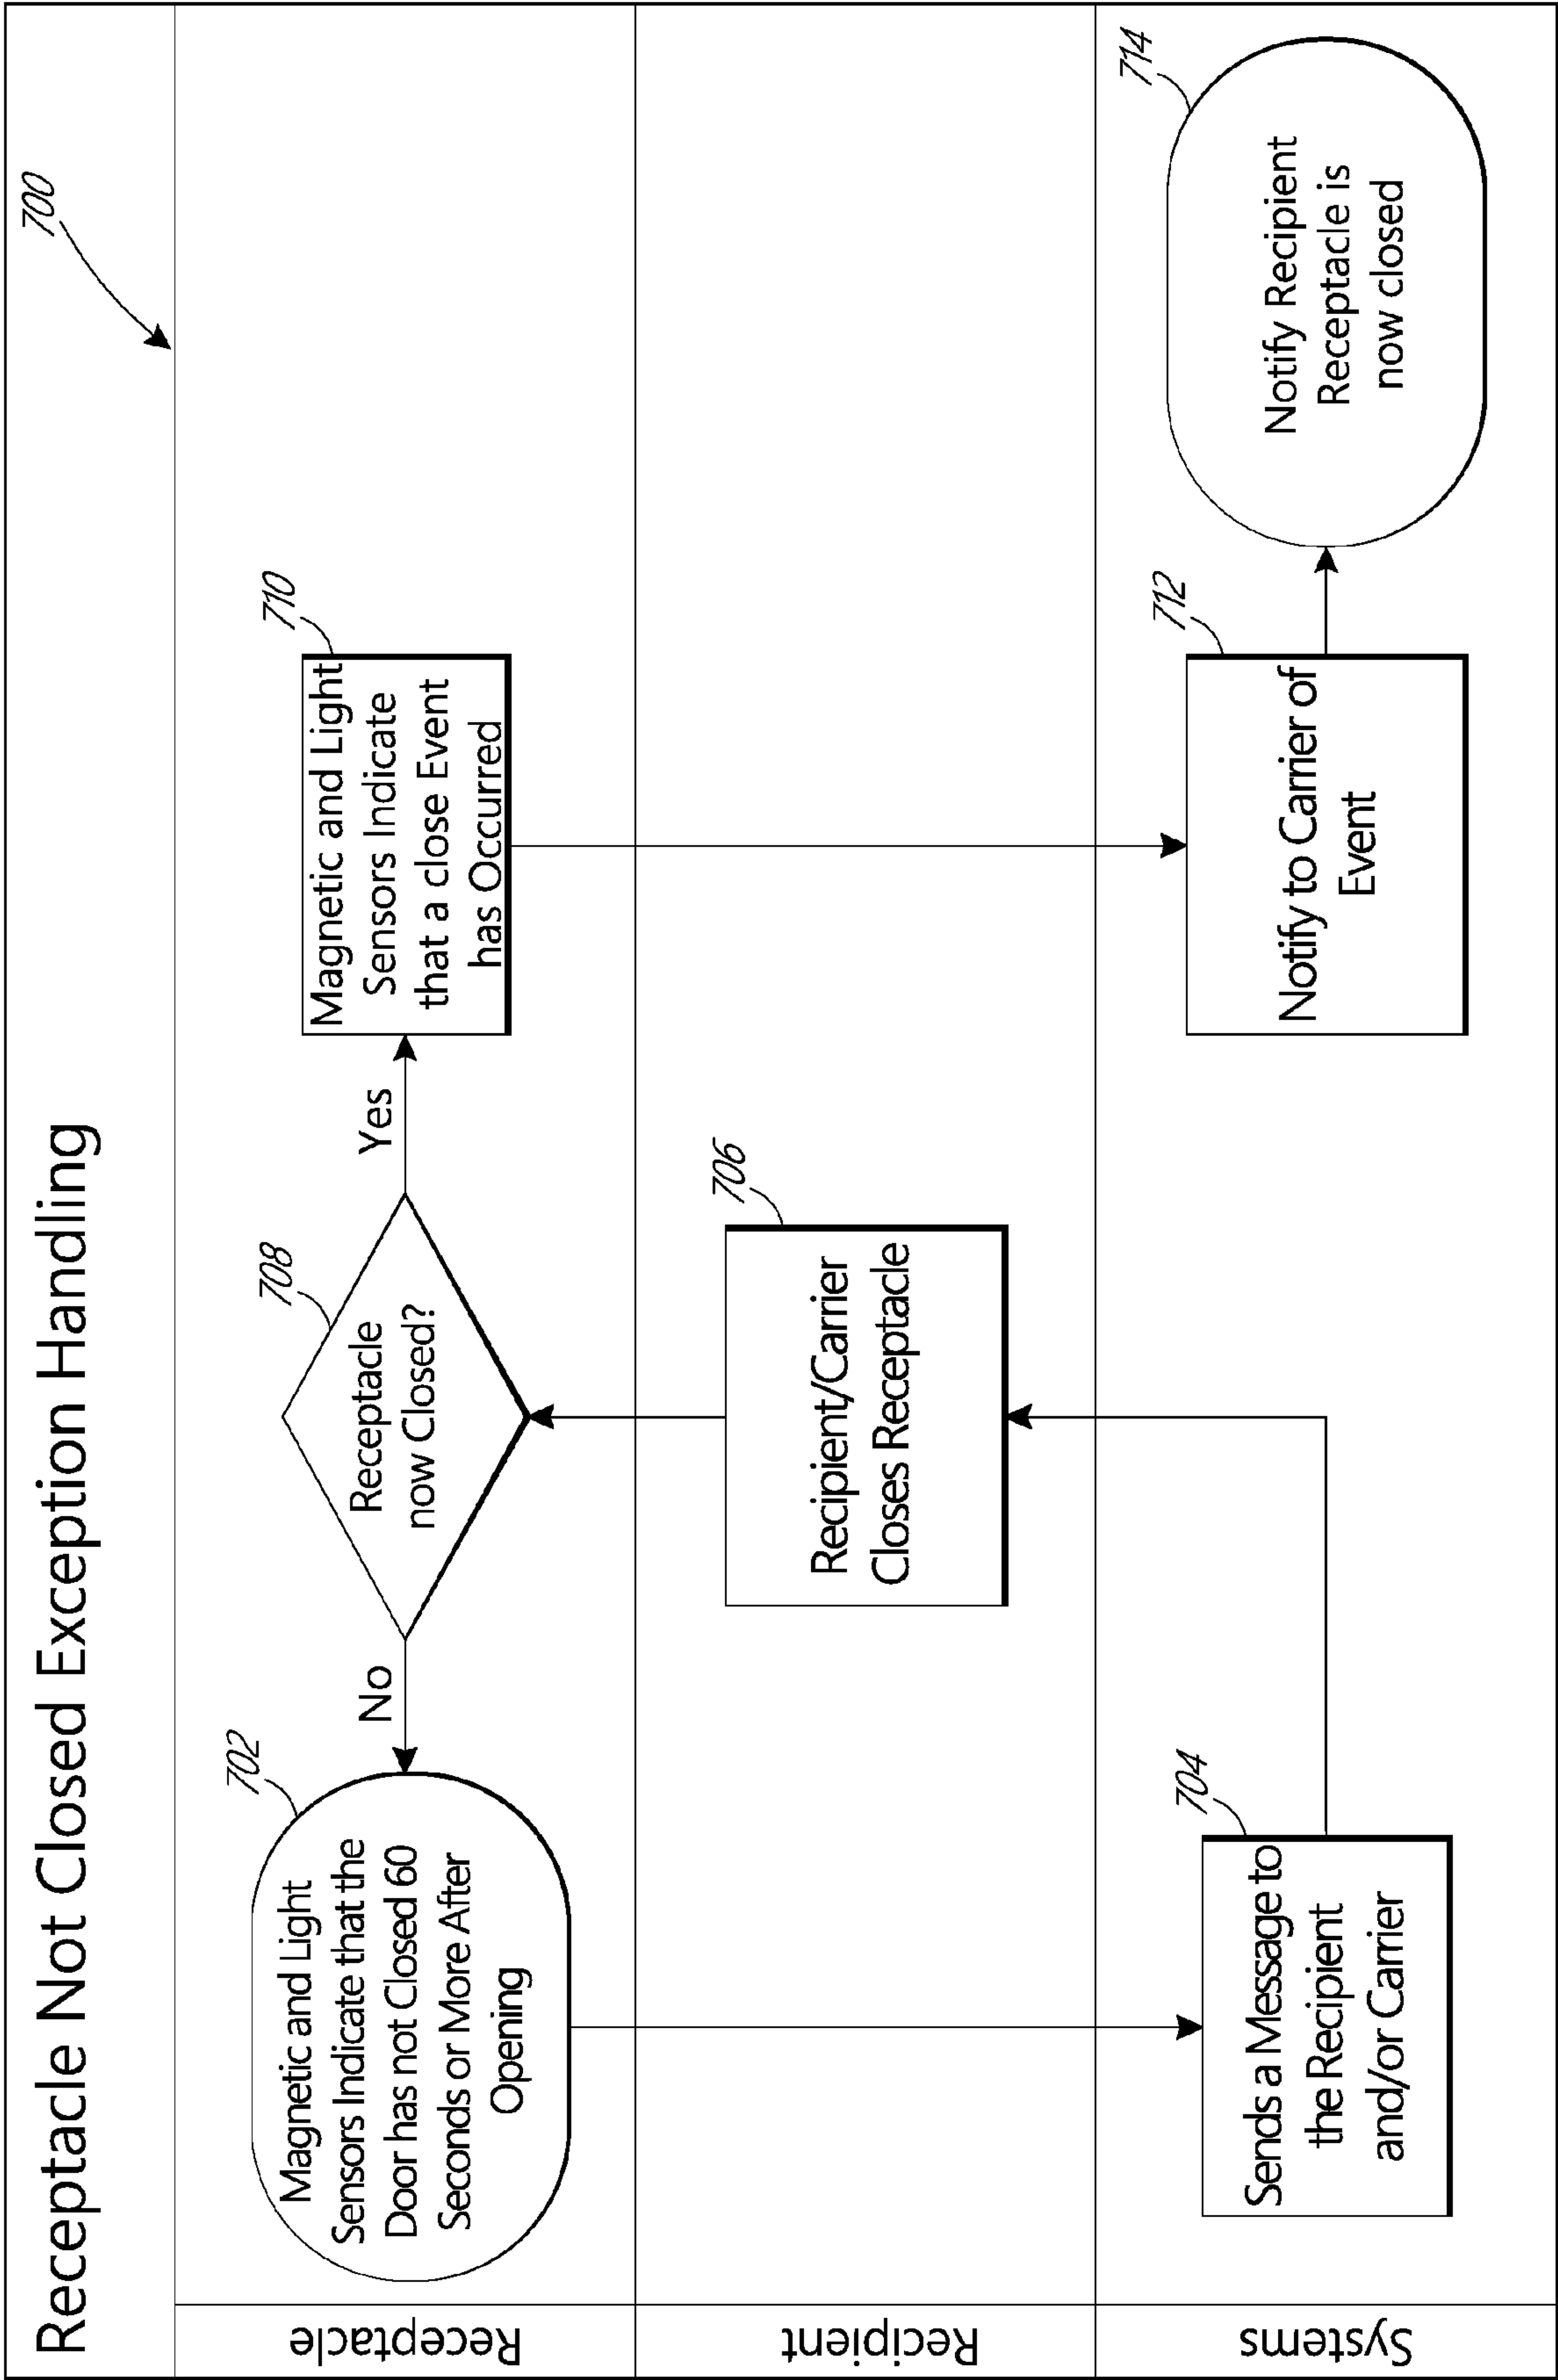 Receptacle Not Closed Exception Handling
700
Receptacle
702
Magnetic and Light
Sensors Indicate that the
Door has not Closed 60
Seconds or More After
Opening
No
708
Receptacle
now Closed?
Yes
710
Magnetic and Light
Sensors Indicate
that a close Event
has Occurred
Recipient
706
Recipient/Carrier
Closes Receptacle
Systems
704
Sends a Message to
the Recipient
and/or Carrier
712
Notify to Carrier of
Event
714
Notify Recipient
Receptacle is
now closed